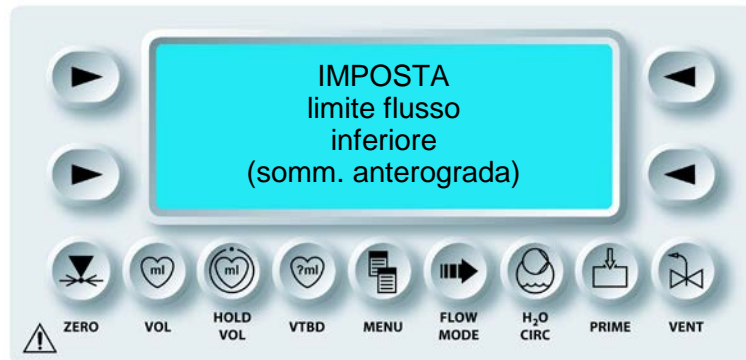 IMPOSTA
limite flusso
inferiore
(somm. anterograda)
ml
ml
?ml
ZERO
VOL
HOLD
VOL
VTBD
MENU
FLOW
MODE
H₂O
CIRC
PRIME
VENT